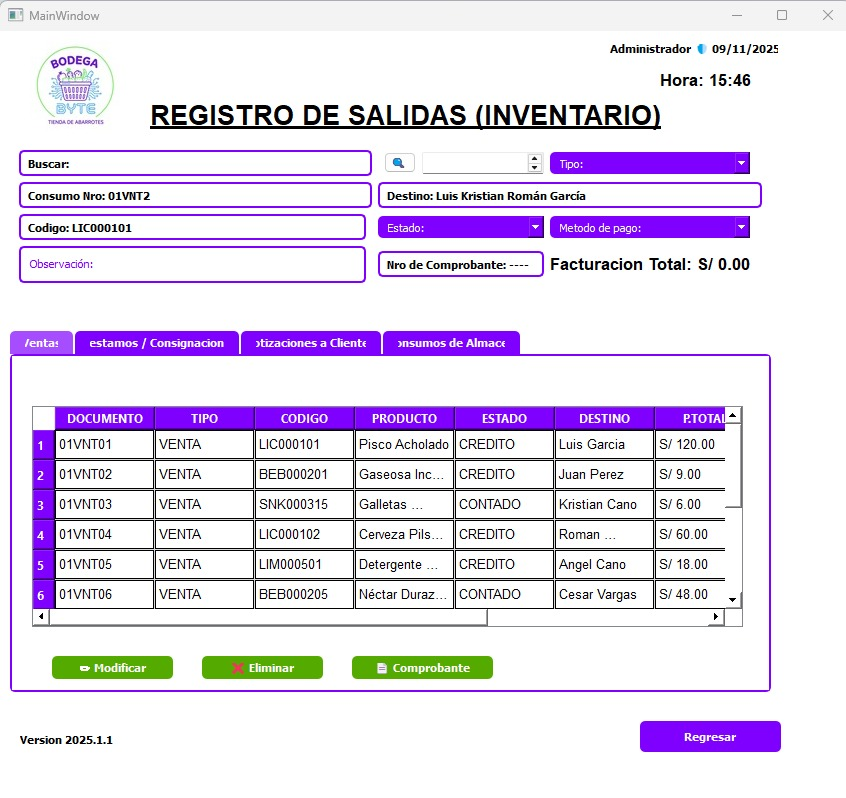 MainWindow
BODEGA
BYTE
TIENDA DE ABARROTES
Administrador 09/11/2025
Hora: 15:46
REGISTRO DE SALIDAS (INVENTARIO)
Buscar:
Tipo:
Consumo Nro: 01VNT2
Destino: Luis Kristian Román García
Codigo: LIC000101
Estado:
Metodo de pago:
Observación:
Nro de Comprobante: ----
Facturacion Total: S/ 0.00
/entas estamos / Consignacion otizaciones a Cliente onsumos de Almace
DOCUMENTO TIPO CODIGO PRODUCTO ESTADO DESTINO P.TOTAL
1 01VNT01 VENTA LIC000101 Pisco Acholado CREDITO Luis Garcia S/ 120.00
2 01VNT02 VENTA BEB000201 Gaseosa Inc... CREDITO Juan Perez S/ 9.00
3 01VNT03 VENTA SNK000315 Galletas ... CONTADO Kristian Cano S/ 6.00
4 01VNT04 VENTA LIC000102 Cerveza Pils... CREDITO Roman ... S/ 60.00
5 01VNT05 VENTA LIM000501 Detergente ... CREDITO Angel Cano S/ 18.00
6 01VNT06 VENTA BEB000205 Néctar Duraz... CONTADO Cesar Vargas S/ 48.00
Modificar
Eliminar
Comprobante
Version 2025.1.1
Regresar